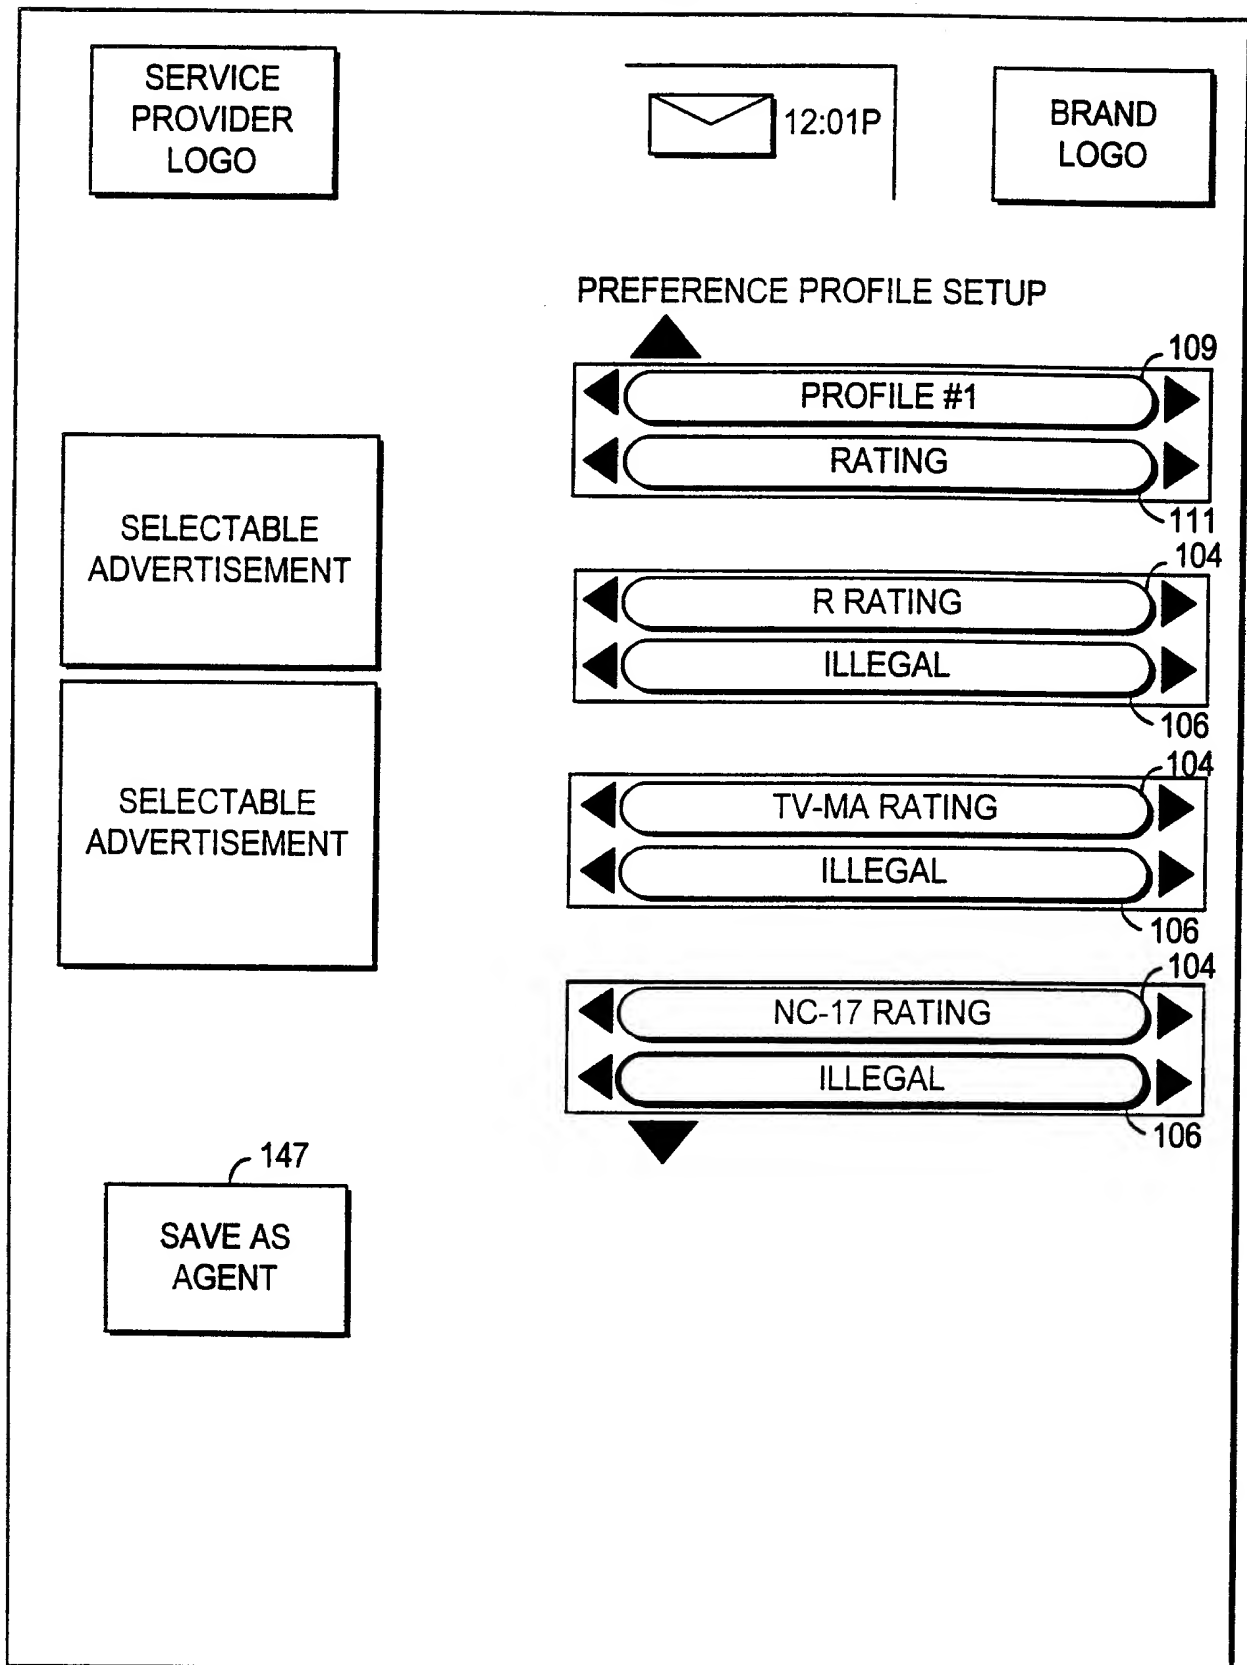 SERVICE
PROVIDER
LOGO
12:01P
BRAND
LOGO
PREFERENCE PROFILE SETUP
109
PROFILE #1
RATING
111
SELECTABLE
ADVERTISEMENT
104
R RATING
ILLEGAL
106
SELECTABLE
ADVERTISEMENT
104
TV-MA RATING
ILLEGAL
106
104
NC-17 RATING
ILLEGAL
106
147
SAVE AS
AGENT